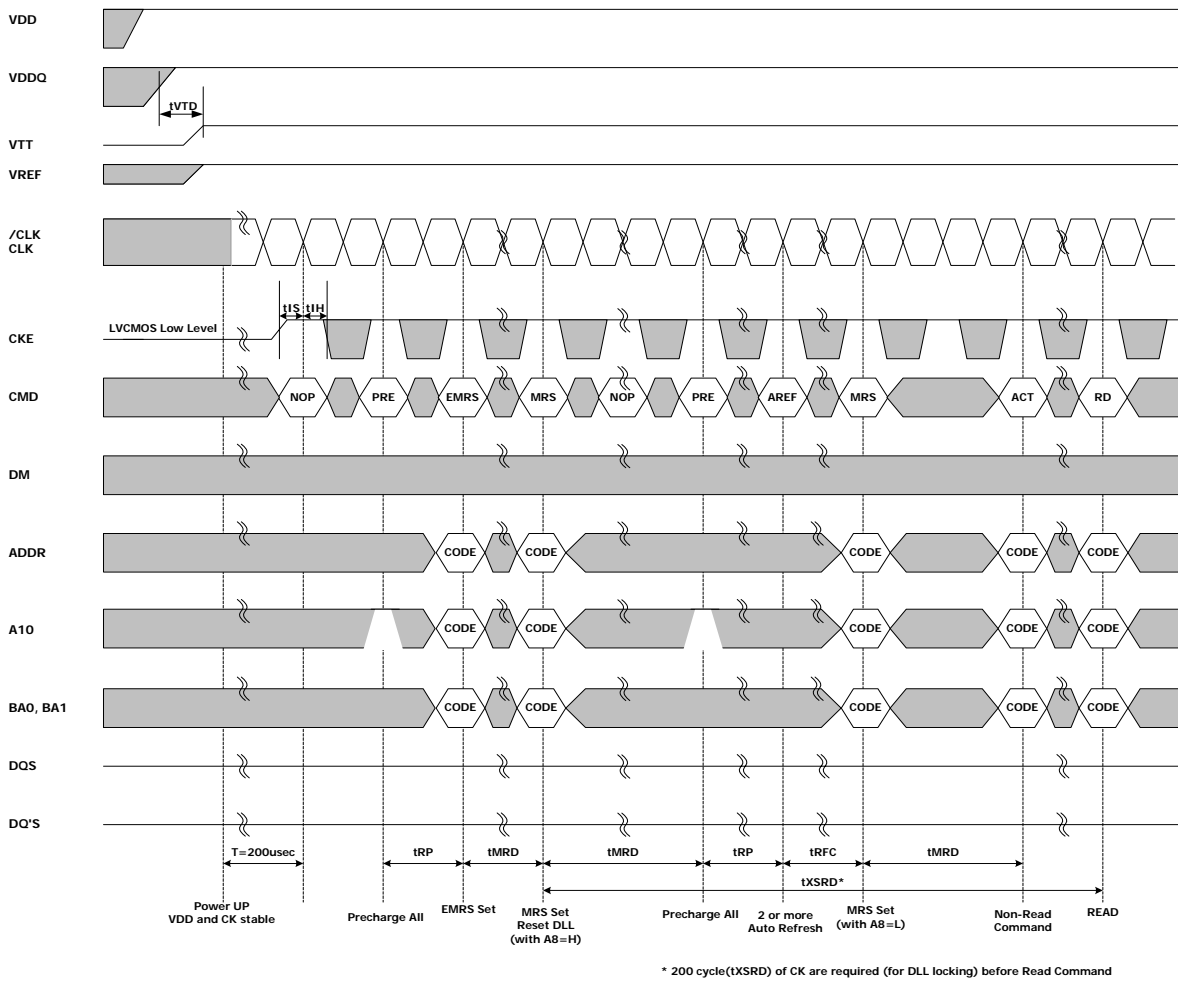 VDD
VDDQ
tVTD
VTT
VREF
/CLK
CLK
tIS tIH
LVCMOS Low Level
CKE
CMD NOP PRE EMRS MRS NOP PRE AREF MRS ACT RD
DM
ADDR CODE CODE CODE CODE CODE
A10 CODE CODE CODE CODE CODE
BA0, BA1 CODE CODE CODE CODE CODE
DQS
DQ'S
T=200usec tRP tMRD tMRD tRP tRFC tMRD
tXSRD*
Power UP
VDD and CK stable
Precharge All
EMRS Set
MRS Set
Reset DLL
(with A8=H)
Precharge All
2 or more
Auto Refresh
MRS Set
(with A8=L)
Non-Read
Command
READ
* 200 cycle(tXSRD) of CK are required (for DLL locking) before Read Command